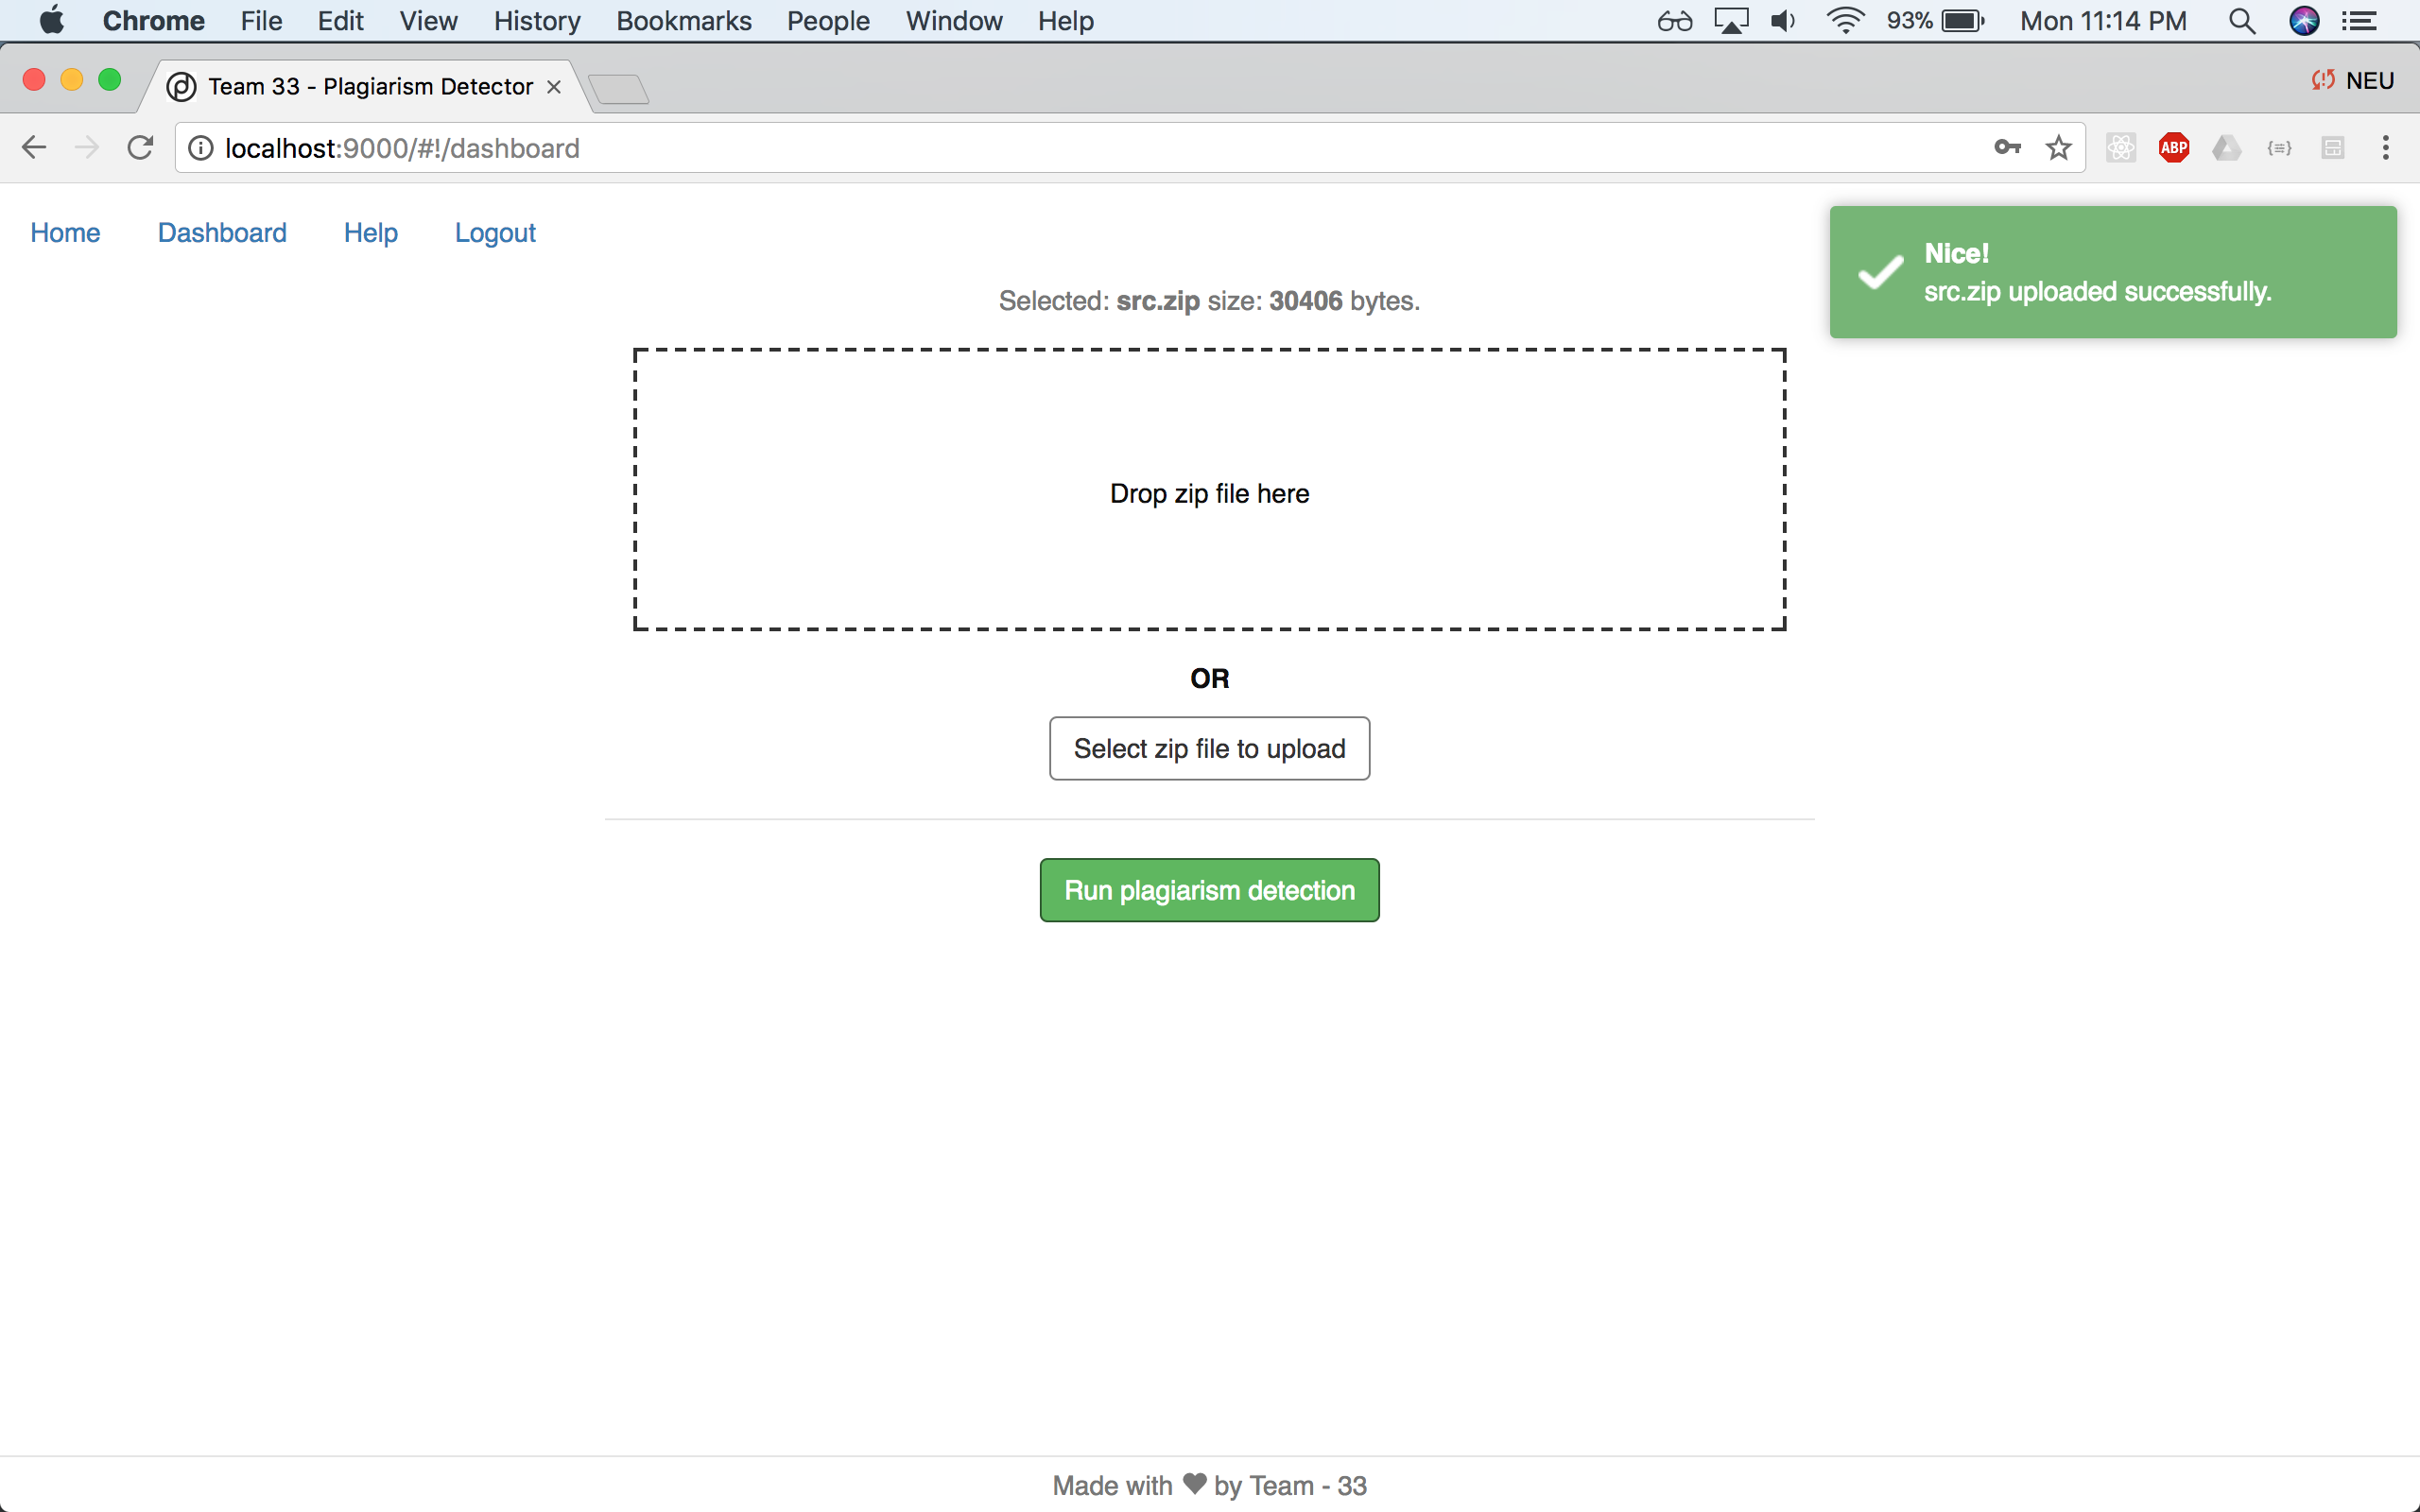 Chrome File Edit View History Bookmarks People Window Help 93% Mon 11:14 PM
Team 33 - Plagiarism Detector NEU
localhost:9000/#!/dashboard ABP
Home Dashboard Help Logout
Nice!
src.zip uploaded successfully.
Selected: src.zip size: 30406 bytes.
Drop zip file here
OR
Select zip file to upload
Run plagiarism detection
Made with ♥ by Team - 33